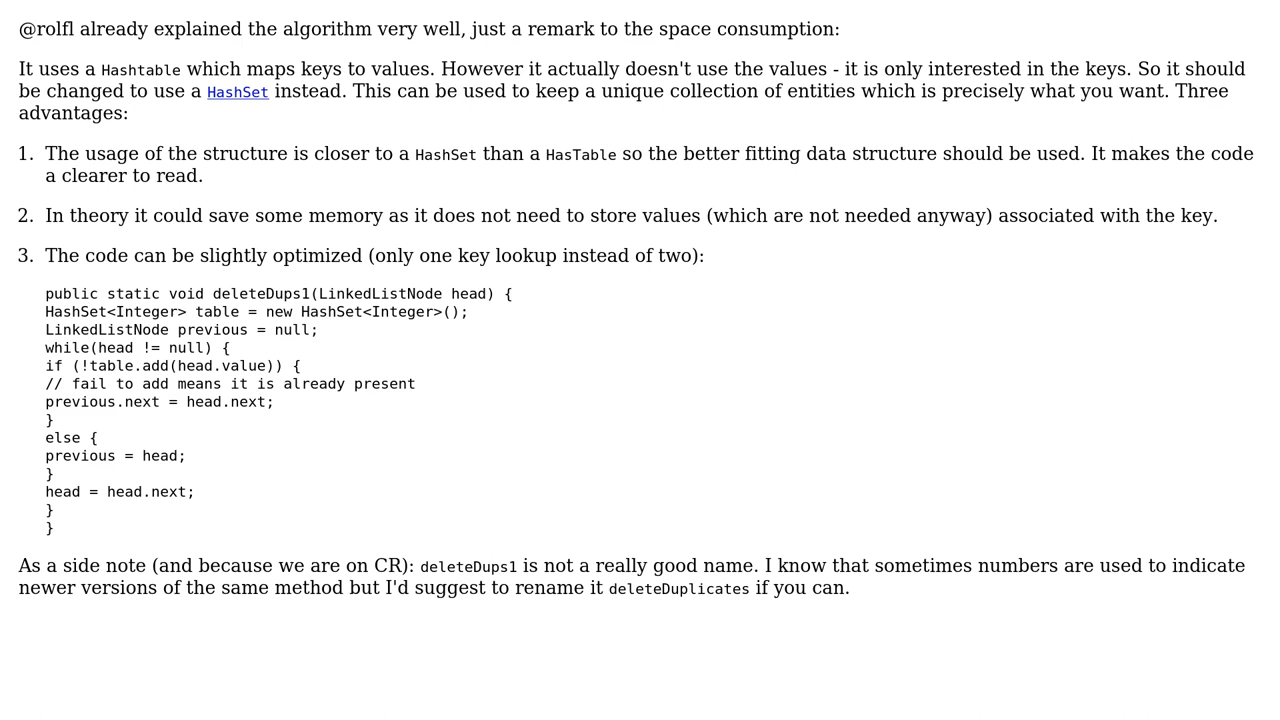 @rolfl already explained the algorithm very well, just a remark to the space consumption:
It uses a Hashtable which maps keys to values. However it actually doesn't use the values - it is only interested in the keys. So it should
be changed to use a HashSet instead. This can be used to keep a unique collection of entities which is precisely what you want. Three
advantages:
1. The usage of the structure is closer to a HashSet than a HasTable so the better fitting data structure should be used. It makes the code
a clearer to read.
2. In theory it could save some memory as it does not need to store values (which are not needed anyway) associated with the key.
3. The code can be slightly optimized (only one key lookup instead of two):
public static void deleteDups1(LinkedListNode head) {
HashSet<Integer> table = new HashSet<Integer>();
LinkedListNode previous = null;
while(head != null) {
if (!table.add(head.value)) {
// fail to add means it is already present
previous.next = head.next;
}
else {
previous = head;
}
head = head.next;
}
}
As a side note (and because we are on CR): deleteDups1 is not a really good name. I know that sometimes numbers are used to indicate
newer versions of the same method but I'd suggest to rename it deleteDuplicates if you can.